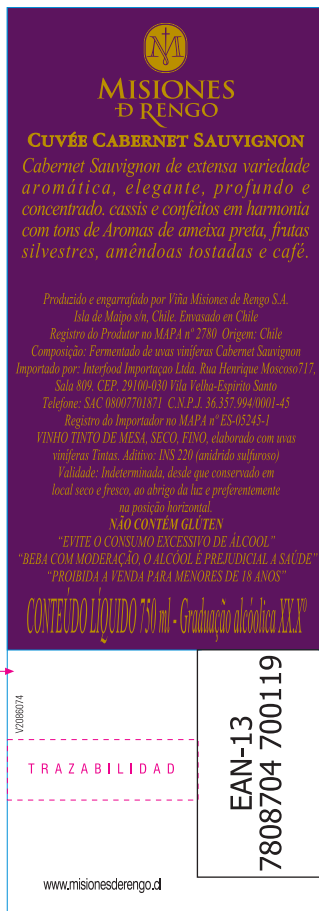 MISIONES
D RENGO
CUVÉE CABERNET SAUVIGNON
Cabernet Sauvignon de extensa variedade
aromática, elegante, profundo e
concentrado. cassis e confeitos em harmonia
com tons de Aromas de ameixa preta, frutas
silvestres, amêndoas tostadas e café.
Produzido e engarrafado por Viña Misiones de Rengo S.A.
Isla de Maipo s/n, Chile. Envasado en Chile
Registro do Produtor no MAPA nº 2780 Origem: Chile
Composição: Fermentado de uvas viníferas Cabernet Sauvignon
Importado por: Interfood Importaçao Ltda. Rua Henrique Moscoso717,
Sala 809. CEP. 29100-030 Vila Velha-Espirito Santo
Telefone: SAC 08007701871 C.N.P.J. 36.357.994/0001-45
Registro do Importador no MAPA nº ES-05245-1
VINHO TINTO DE MESA, SECO, FINO, elaborado com uvas
viníferas Tintas. Aditivo: INS 220 (anidrido sulfuroso)
Validade: Indeterminada, desde que conservado em
local seco e fresco, ao abrigo da luz e preferentemente
na posição horizontal.
NÃO CONTÉM GLÚTEN
“EVITE O CONSUMO EXCESSIVO DE ÁLCOOL”
“BEBA COM MODERAÇÃO, O ALCÓOL É PREJUDICIAL A SAÚDE”
“PROIBIDA A VENDA PARA MENORES DE 18 ANOS”
CONTEÚDO LÍQUIDO 750 ml - Graduação alcoólica XX.Xº
V2086074
TRAZABILIDAD
EAN-13
7808704 700119
www.misionesderengo.cl